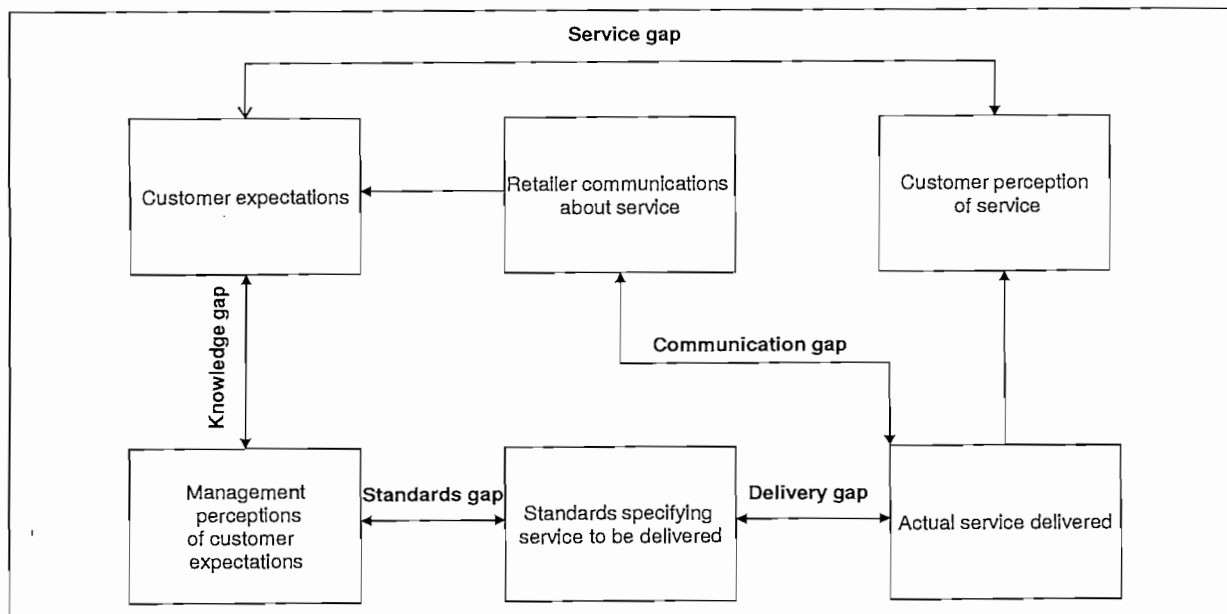 Service gap
Customer expectations
Retailer communications
about service
Customer perception
of service
Knowledge gap
Communication gap
Management
perceptions
of customer
expectations
Standards gap
Standards specifying
service to be delivered
Delivery gap
Actual service delivered